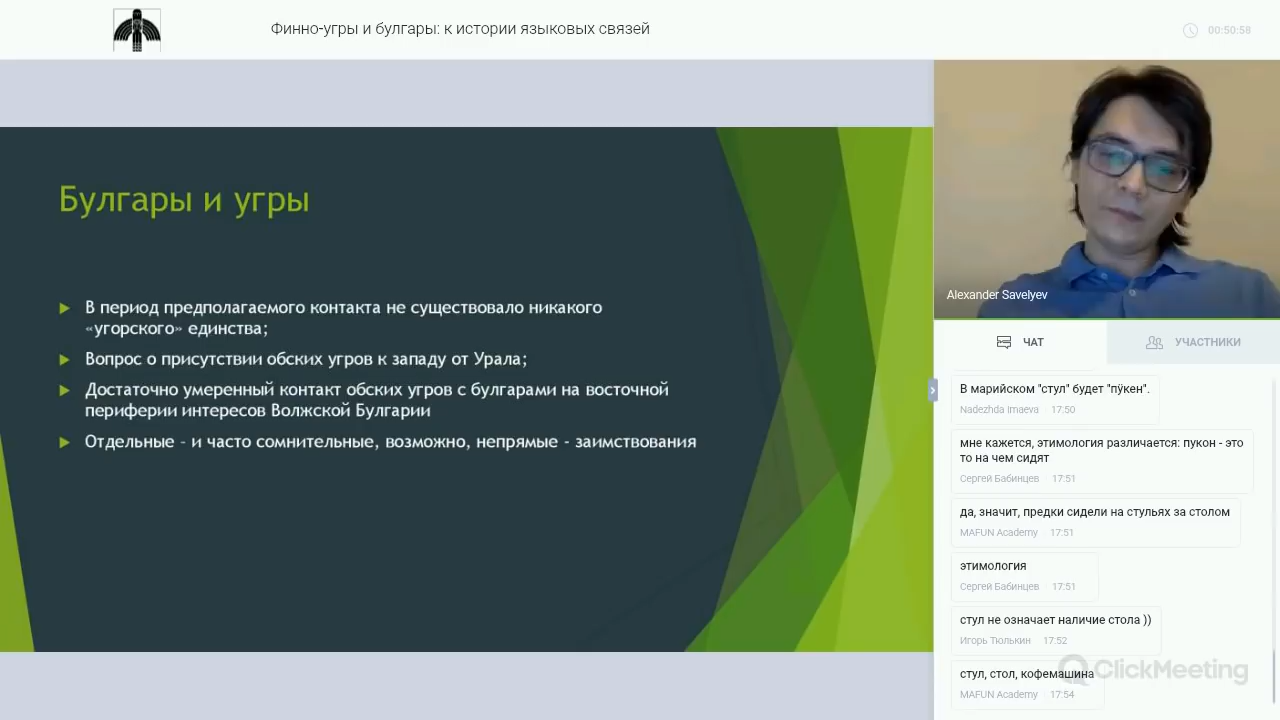 Финно-угры и булгары: к истории языковых связей
00:50:58
Булгары и угры
В период предполагаемого контакта не существовало никакого
«угорского» единства;
Вопрос о присутствии обских угров к западу от Урала;
Достаточно умеренный контакт обских угров с булгарами на восточной
периферии интересов Волжской Булгарии
Отдельные - и часто сомнительные, возможно, непрямые - заимствования
Alexander Savelyev
ЧАТ
УЧАСТНИКИ
В марийском "стул" будет "пӱкен".
Nadezhda Imaeva 17:50
мне кажется, этимология различается: пукон - это
то на чем сидят
Сергей Бабинцев 17:51
да, значит, предки сидели на стульях за столом
MAFUN Academy 17:51
этимология
Сергей Бабинцев 17:51
стул не означает наличие стола ))
Игорь Тюлькин 17:52
стул, стол, кофемашина
MAFUN Academy 17:54
ClickMeeting